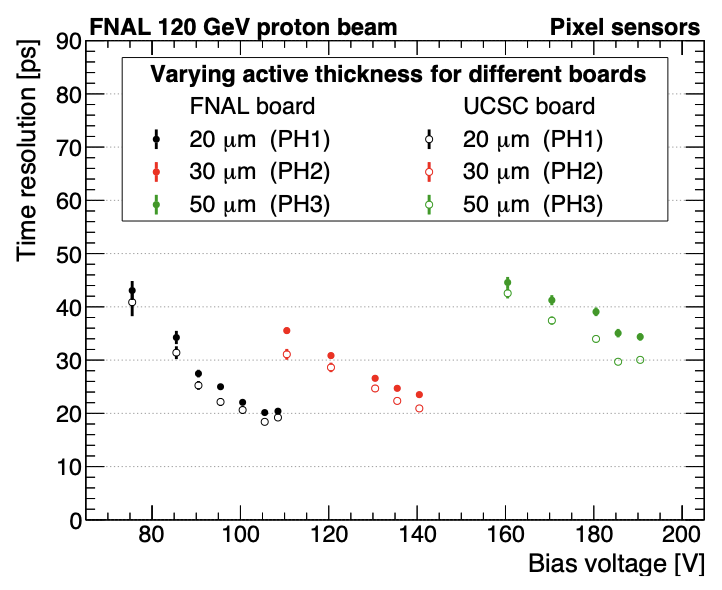 FNAL 120 GeV proton beam Pixel sensors
Varying active thickness for different boards
FNAL board UCSC board
20 μm (PH1) 20 μm (PH1)
30 μm (PH2) 30 μm (PH2)
50 μm (PH3) 50 μm (PH3)
Time resolution [ps]
90
80
70
60
50
40
30
20
10
0
80 100 120 140 160 180 200
Bias voltage [V]